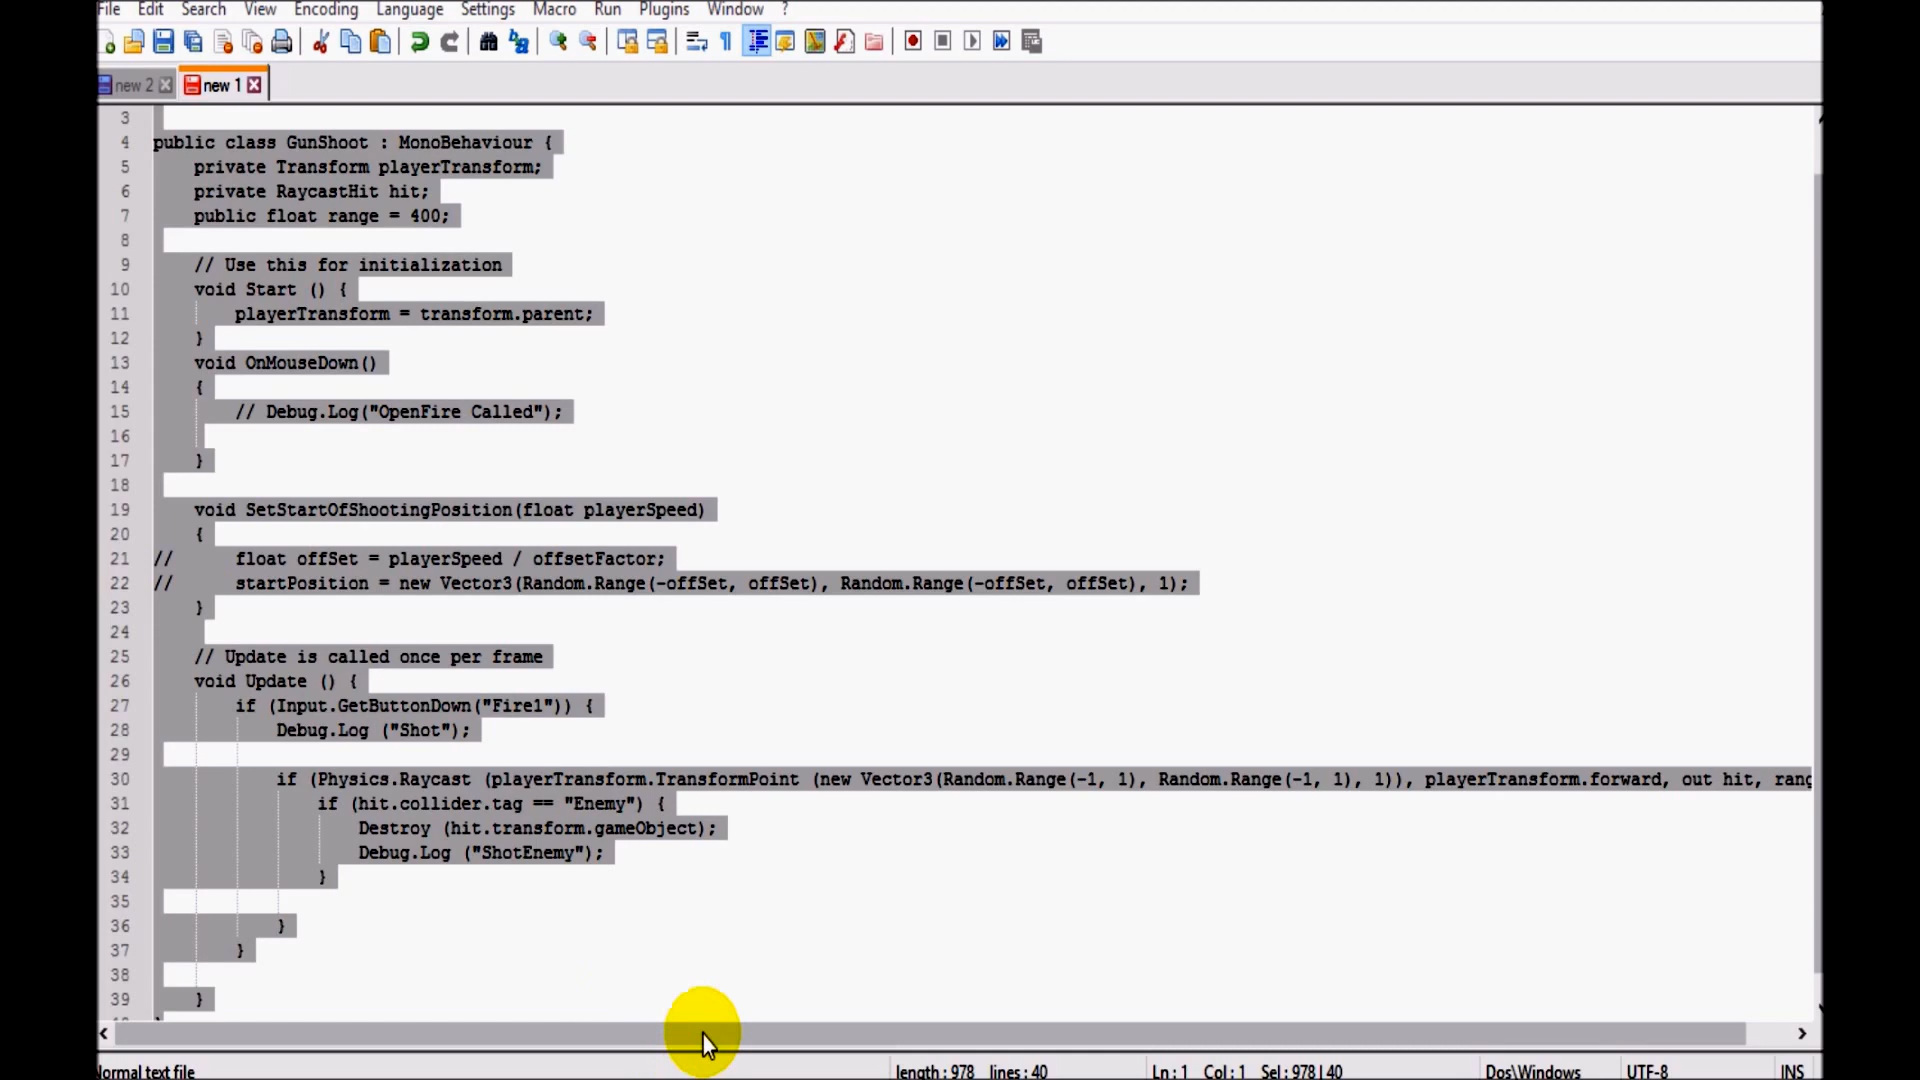 File Edit Search View Encoding Language Settings Macro Run Plugins Window ?
new 2 new 1
3
4 public class GunShoot : MonoBehaviour {
5 private Transform playerTransform;
6 private RaycastHit hit;
7 public float range = 400;
8
9 // Use this for initialization
10 void Start () {
11 playerTransform = transform.parent;
12 }
13 void OnMouseDown()
14 {
15 // Debug.Log("OpenFire Called");
16
17 }
18
19 void SetStartOfShootingPosition(float playerSpeed)
20 {
21 // float offSet = playerSpeed / offsetFactor;
22 // startPosition = new Vector3(Random.Range(-offSet, offSet), Random.Range(-offSet, offSet), 1);
23 }
24
25 // Update is called once per frame
26 void Update () {
27 if (Input.GetButtonDown("Fire1")) {
28 Debug.Log ("Shot");
29
30 if (Physics.Raycast (playerTransform.TransformPoint (new Vector3(Random.Range(-1, 1), Random.Range(-1, 1), 1)), playerTransform.forward, out hit, rang
31 if (hit.collider.tag == "Enemy") {
32 Destroy (hit.transform.gameObject);
33 Debug.Log ("ShotEnemy");
34 }
35
36 }
37 }
38
39 }
Normal text file length : 978 lines : 40 Ln : 1 Col : 1 Sel : 978 | 40 Dos\Windows UTF-8 INS